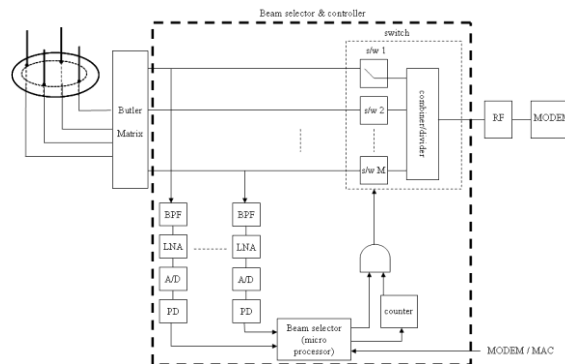 Beam selector & controller
switch
s/w 1
Butler
Matrix
s/w 2
combiner/divider
RF
MODEM
s/w M
BPF
BPF
LNA
LNA
A/D
A/D
PD
PD
counter
Beam selector
(micro
processor)
MODEM / MAC